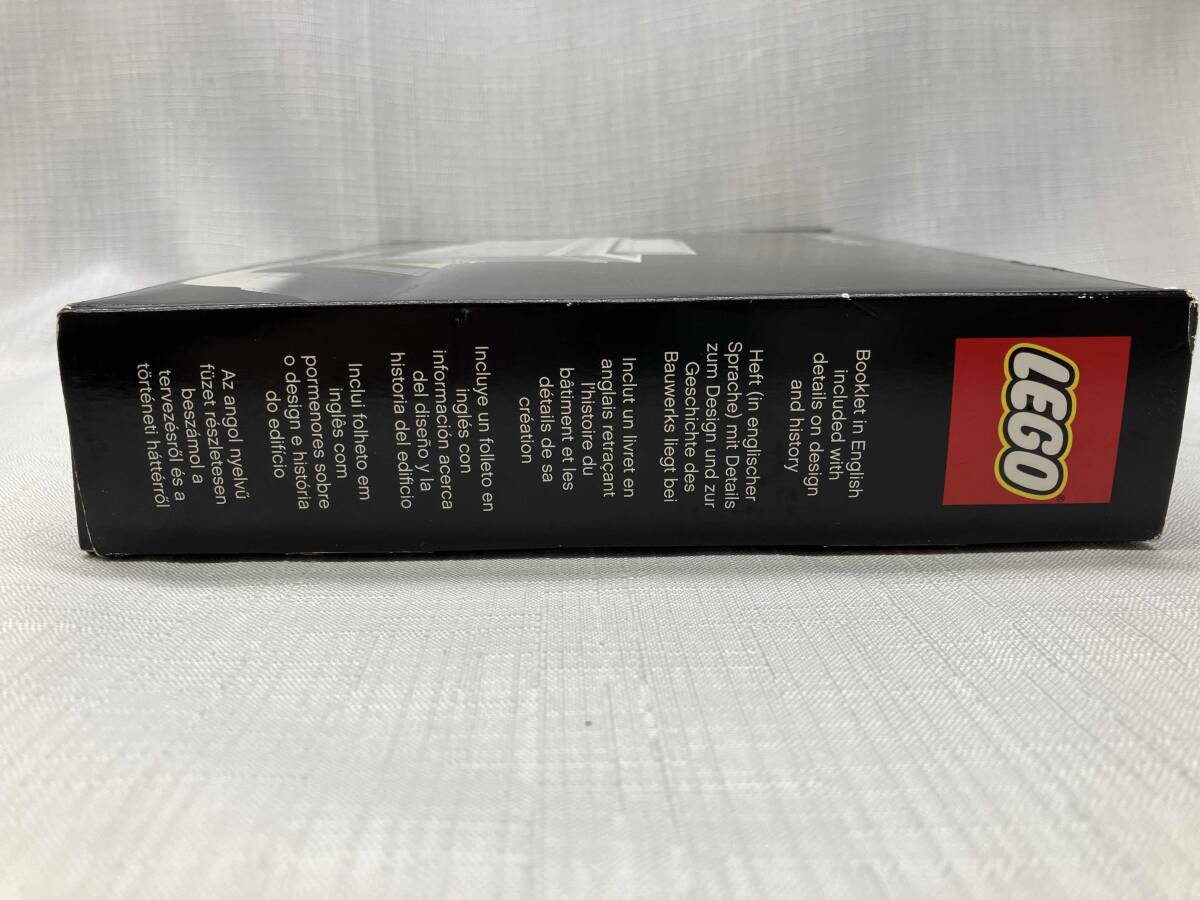 LEGO®
Booklet in English
included with
details on design
and history
Heft (in englischer
Sprache) mit Details
zum Design und zur
Geschichte des
Bauwerks liegt bei
Inclut un livret en
anglais retraçant
l'histoire du
bâtiment et les
détails de sa
création
Incluye un folleto en
inglés con
información acerca
del diseño y la
historia del edificio
Inclui folheto em
inglês com
pormenores sobre
o design e história
do edifício
Az angol nyelvű
füzet részletesen
beszámol a
tervezésről és a
történeti háttérről